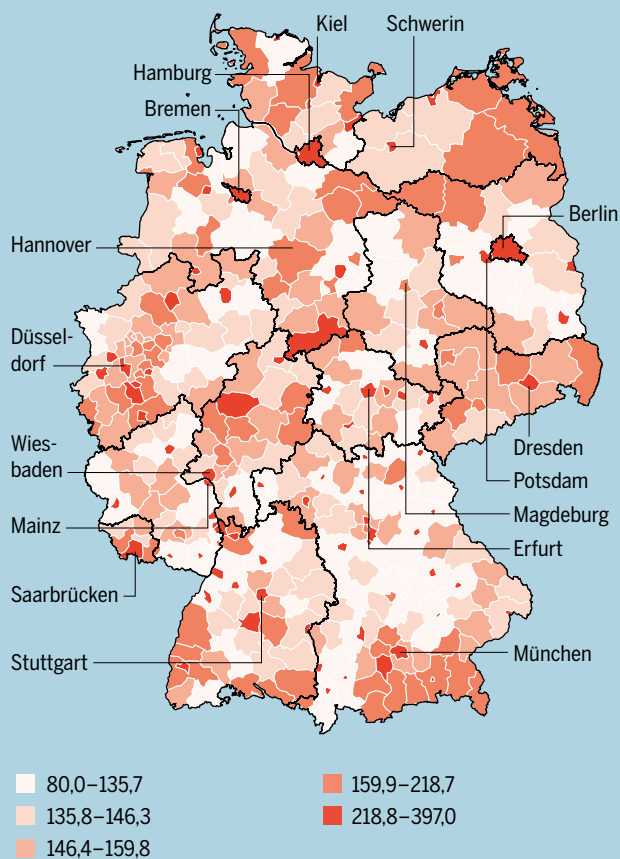 Kiel
Schwerin
Hamburg
Bremen
Berlin
Hannover
Düssel-
dorf
Wies-
baden
Dresden
Potsdam
Mainz
Magdeburg
Erfurt
Saarbrücken
Stuttgart
München
80,0–135,7
135,8–146,3
146,4–159,8
159,9–218,7
218,8–397,0